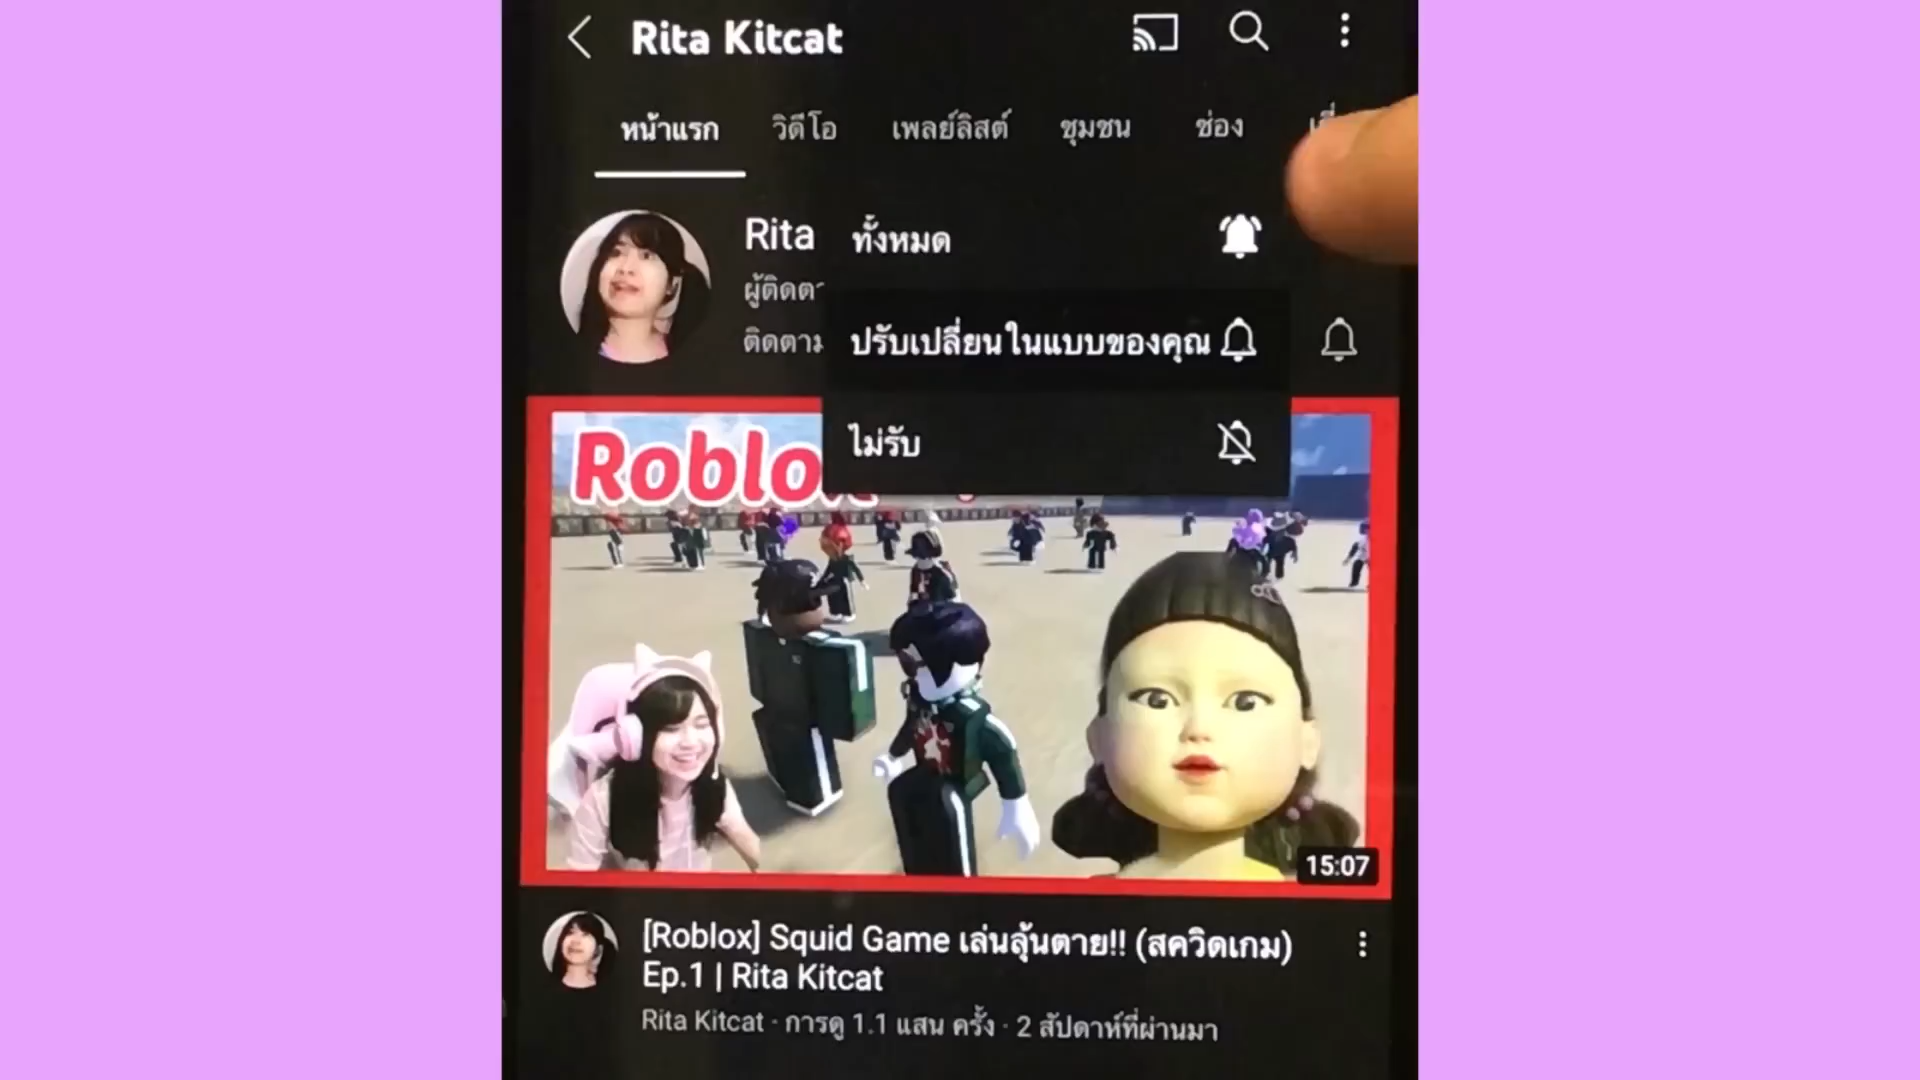 Rita Kitcat
หน้าแรก วิดีโอ เพลย์ลิสต์ ชุมชน ช่อง
Rita
ทั้งหมด
ติดตาม
ปรับเปลี่ยนในแบบของคุณ
ไม่รับ
15:07
[Roblox] Squid Game เล่นลุ้นตาย!! (สควิดเกม)
Ep.1 | Rita Kitcat
Rita Kitcat · การดู 1.1 แสน ครั้ง · 2 สัปดาห์ที่ผ่านมา